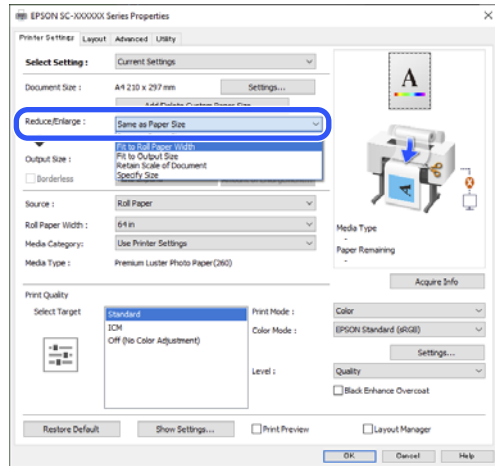 EPSON SC-XXXXXX Series Properties
Printer Settings Layout Advanced Utility
Select Setting : Current Settings
Document Size : A4 210 x 297 mm Settings...
Add/Delete Custom Paper Size...
Reduce/Enlarge : Same as Paper Size
Fit to Roll Paper Width
Fit to Output Size
Retain Scale of Document
Specify Size
Output Size :
Borderless
Source : Roll Paper
Roll Paper Width : 64 in
Media Category: Use Printer Settings
Media Type : Premium Luster Photo Paper(260)
A
Media Type
-
Paper Remaining
-
Acquire Info
Print Quality
Select Target
Standard
ICM
Off (No Color Adjustment)
Print Mode : Color
Color Mode : EPSON Standard (sRGB)
Settings...
Level : Quality
Black Enhance Overcoat
Restore Default Show Settings... Print Preview Layout Manager
OK Cancel Help